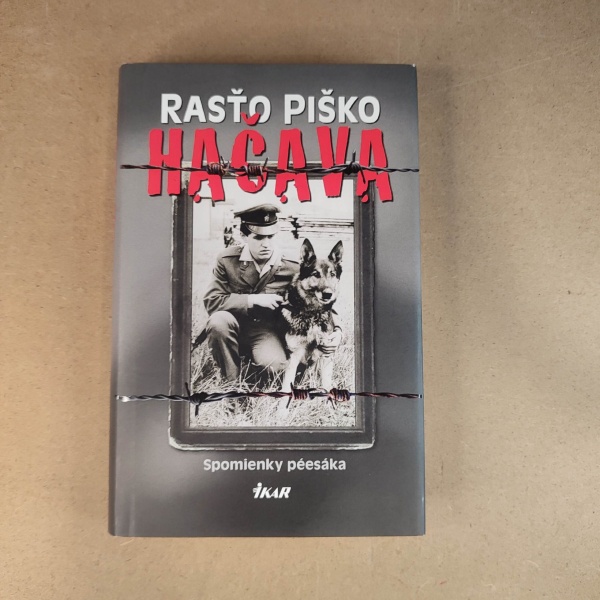 RASŤO PIŠKO
HAČAVA
Spomienky péesáka
IKAR